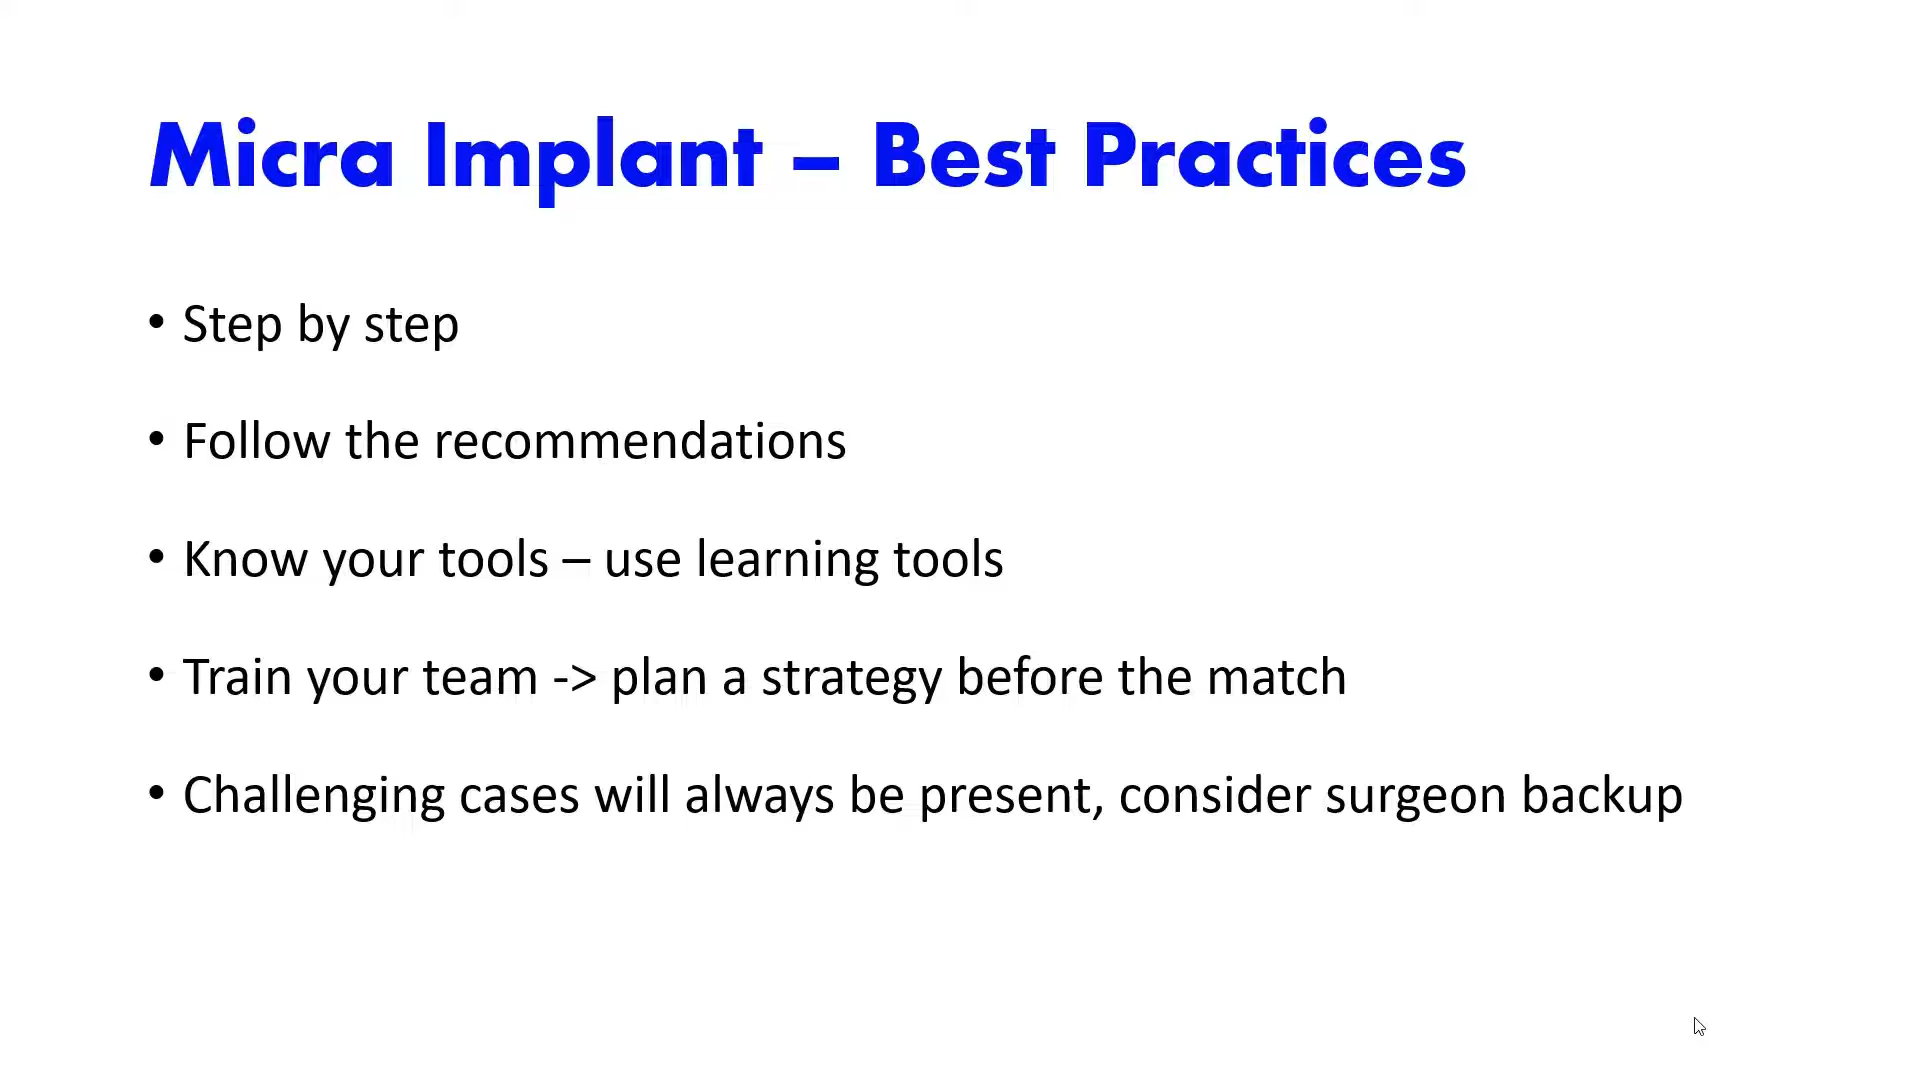 Micra Implant – Best Practices
• Step by step
• Follow the recommendations
• Know your tools – use learning tools
• Train your team -> plan a strategy before the match
• Challenging cases will always be present, consider surgeon backup